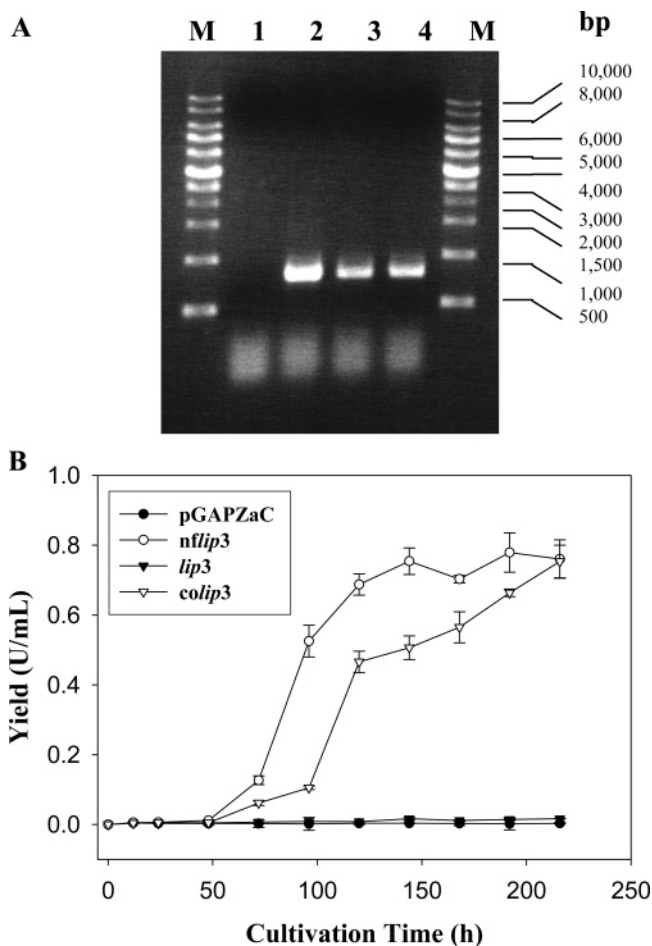 A M 1 2 3 4 M bp
10,000
8,000
6,000
5,000
4,000
3,000
2,000
1,500
1,000
500
B
1.0
0.8
0.6
0.4
0.2
0.0
pGAPZaC
nflip3
lip3
colip3
Yield (U/mL)
0 50 100 150 200 250
Cultivation Time (h)